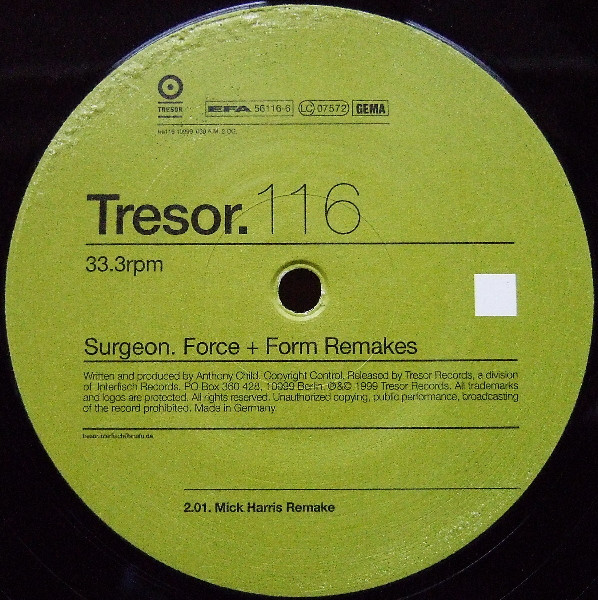 TRESOR
EFA 56116-6 LC 07572 GEMA
Tresor.116
33.3rpm
Surgeon. Force + Form Remakes
Written and produced by Anthony Child. Copyright Control. Released by Tresor Records, a division
of Interfisch Records. PO Box 360 428, 10999 Berlin. ℗&© 1999 Tresor Records. All trademarks
and logos are protected. All rights reserved. Unauthorized copying, public performance, broadcasting
of the record prohibited. Made in Germany.
2.01. Mick Harris Remake